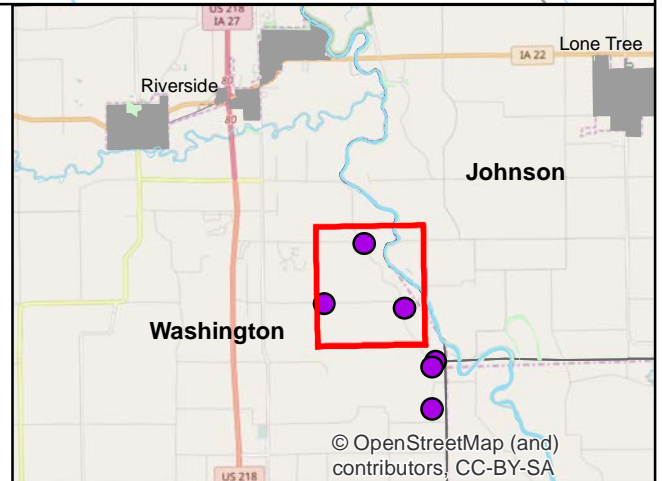 US 218
IA 27
Lone Tree
IA 22
Riverside
80
80
Johnson
Washington
© OpenStreetMap (and)
contributors, CC-BY-SA
US 218